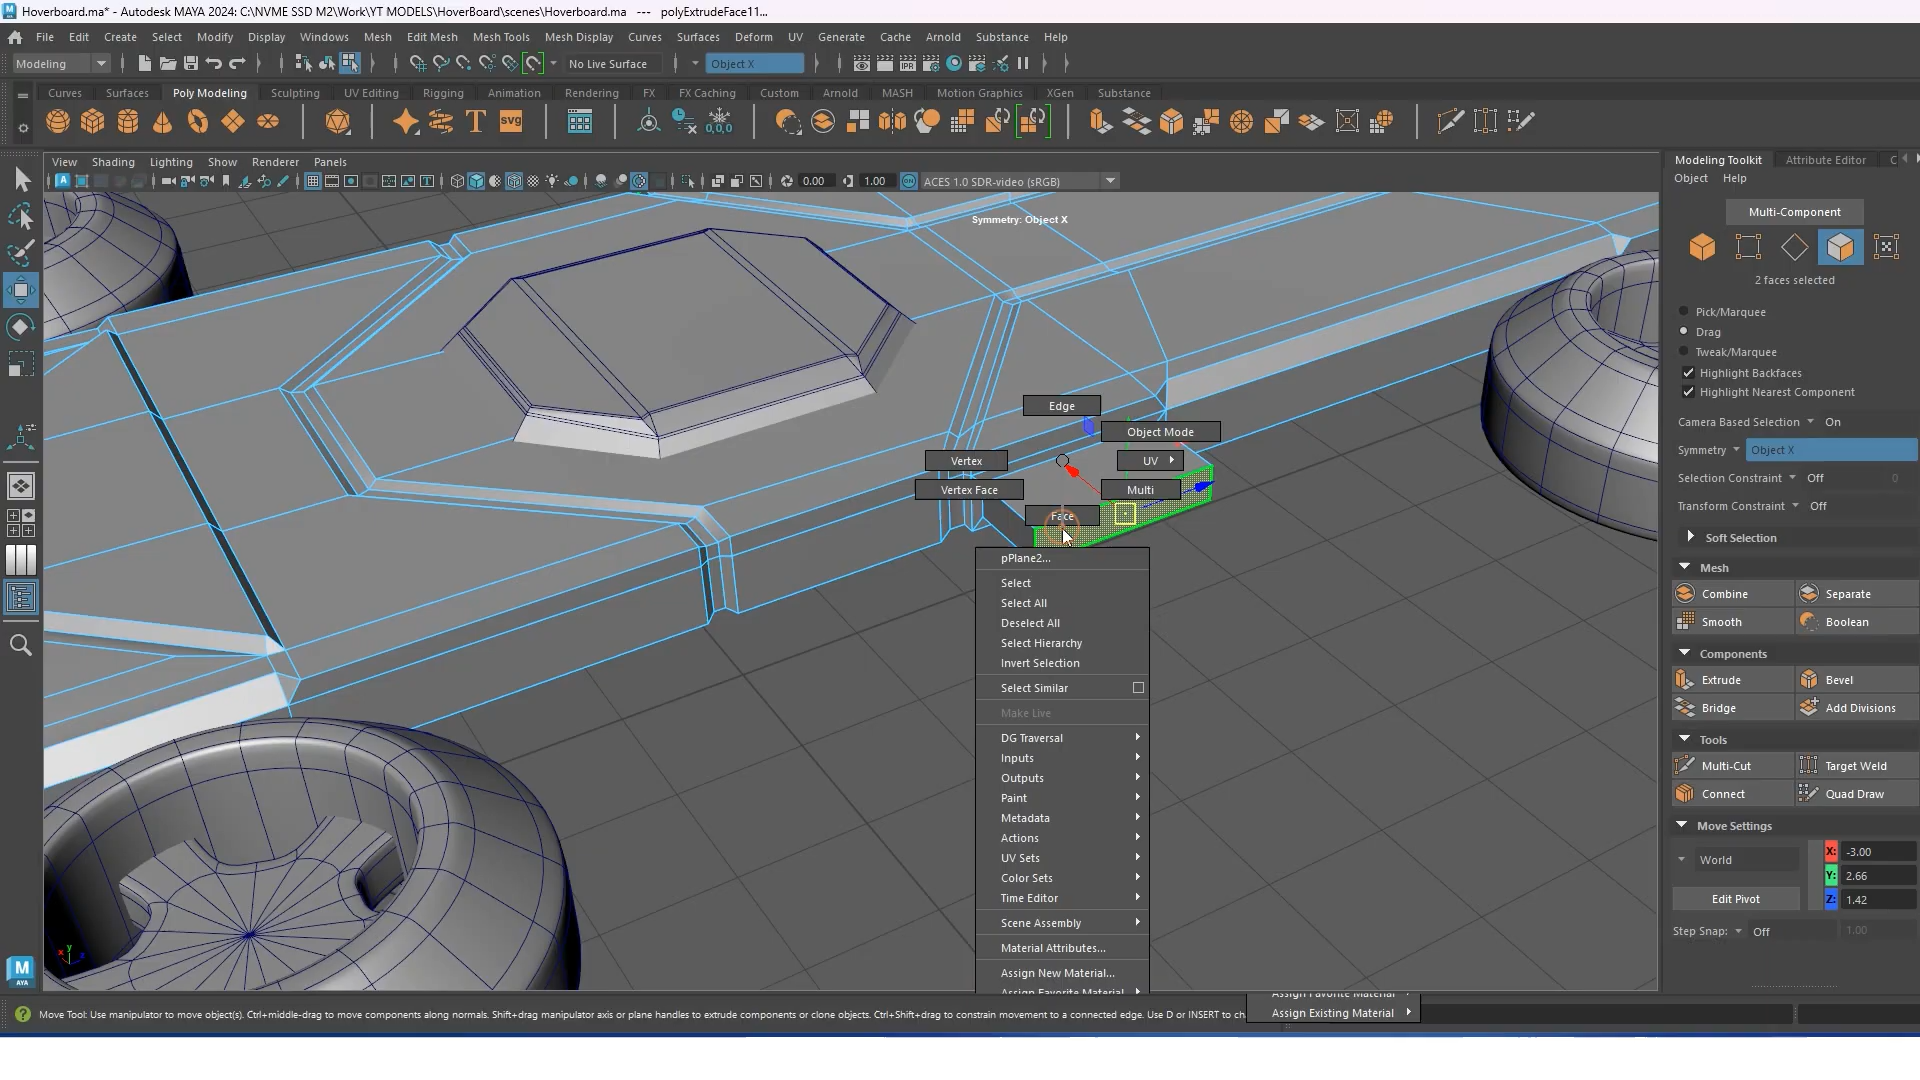 Hoverboard.ma* - Autodesk MAYA 2024: C:\NVME SSD M2\Work\YT MODELS\HoverBoard\scenes\Hoverboard.ma --- polyExtrudeFace11...
File Edit Create Select Modify Display Windows Mesh Edit Mesh Mesh Tools Mesh Display Curves Surfaces Deform UV Generate Cache Arnold Substance Help
Modeling No Live Surface Object X
Curves Surfaces Poly Modeling Sculpting UV Editing Rigging Animation Rendering FX FX Caching Custom Arnold MASH Motion Graphics XGen Substance
T svg 0,0,0
View Shading Lighting Show Renderer Panels
0.00 1.00 ACES 1.0 SDR-video (sRGB)
Symmetry: Object X
Edge
Object Mode
Vertex UV
Vertex Face Multi
Face
pPlane2...
Select
Select All
Deselect All
Select Hierarchy
Invert Selection
Select Similar
Make Live
DG Traversal
Inputs
Outputs
Paint
Metadata
Actions
UV Sets
Color Sets
Time Editor
Scene Assembly
Material Attributes...
Assign New Material...
Assign Favorite Material
Assign Favorite Material
Assign Existing Material
Modeling Toolkit Attribute Editor C
Object Help
Multi-Component
2 faces selected
Pick/Marquee
Drag
Tweak/Marquee
Highlight Backfaces
Highlight Nearest Component
Camera Based Selection On
Symmetry Object X
Selection Constraint Off 0
Transform Constraint Off
Soft Selection
Mesh
Combine Separate
Smooth Boolean
Components
Extrude Bevel
Bridge Add Divisions
Tools
Multi-Cut Target Weld
Connect Quad Draw
Move Settings
World X: -3.00
Y: 2.66
Edit Pivot Z: 1.42
Step Snap: Off 1.00
M
AYA
Move Tool: Use manipulator to move object(s). Ctrl+middle-drag to move components along normals. Shift+drag manipulator axis or plane handles to extrude components or clone objects. Ctrl+Shift+drag to constrain movement to a connected edge. Use D or INSERT to ch